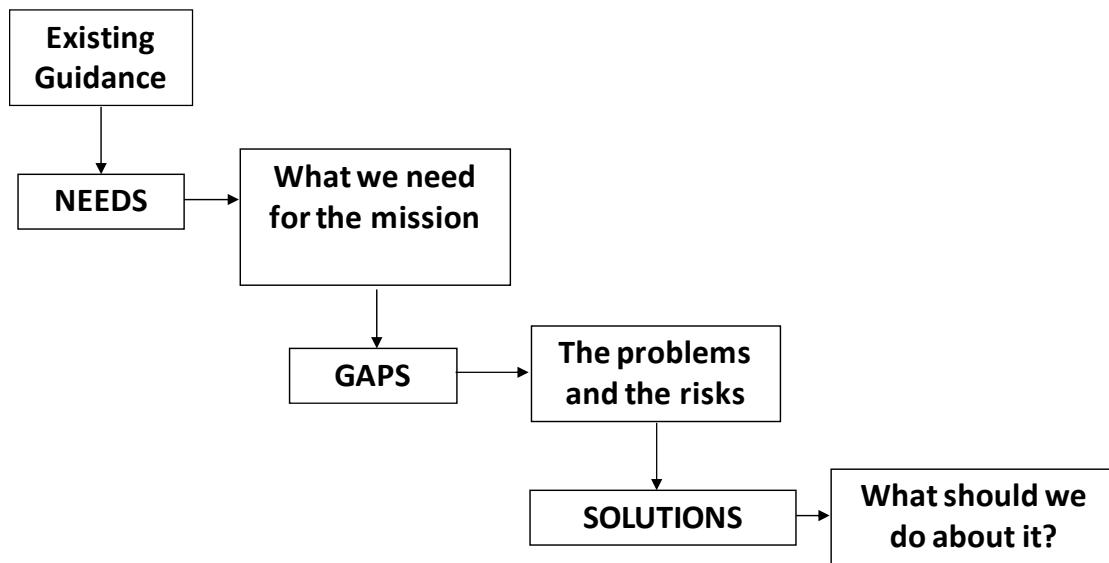 Existing
Guidance
NEEDS
What we need
for the mission
GAPS
The problems
and the risks
SOLUTIONS
What should we
do about it?